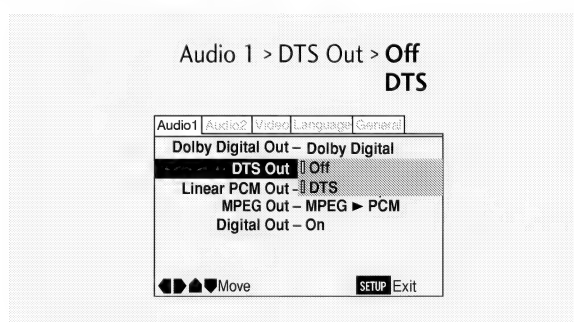 Audio 1 > DTS Out > Off
DTS
Audio1 Audio2 Video Language General
Dolby Digital Out – Dolby Digital
DTS Out ▯ Off
Linear PCM Out – ▯ DTS
MPEG Out – MPEG ► PCM
Digital Out – On
Move SETUP Exit